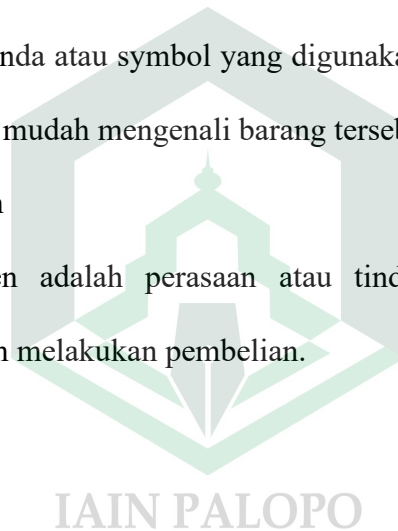 nda atau symbol yang digunaka
mudah mengenali barang terseb
n
en adalah perasaan atau tind
n melakukan pembelian.
IAIN PALOPO